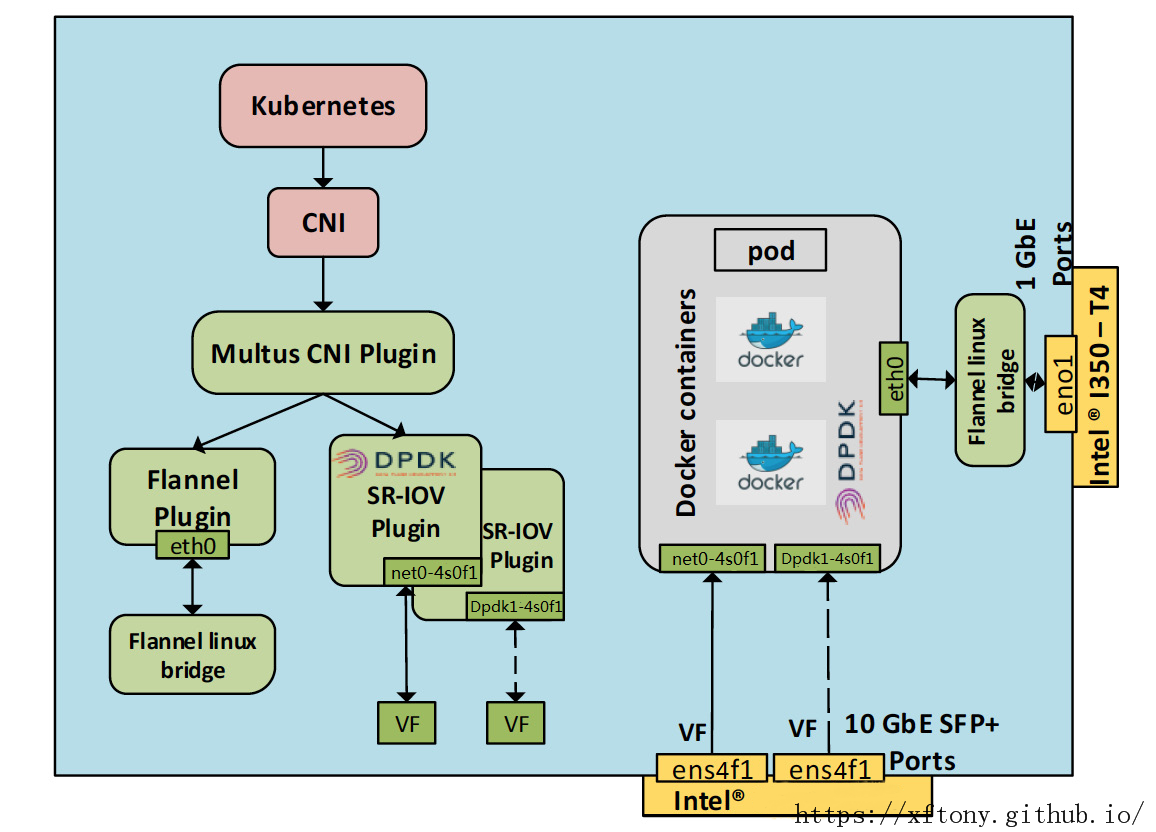 Kubernetes
CNI
Multus CNI Plugin
Flannel
Plugin
eth0
Flannel linux
bridge
DPDK
SR-IOV
Plugin
net0-4s0f1
SR-IOV
Plugin
Dpdk1-4s0f1
VF
VF
pod
Docker containers
docker
docker
DPDK
eth0
net0-4s0f1
Dpdk1-4s0f1
Flannel linux
bridge
1 GbE
Ports
eno1
Intel ® I350 – T4
VF
VF
10 GbE SFP+
Ports
ens4f1
ens4f1
Intel®
https://xftony.github.io/